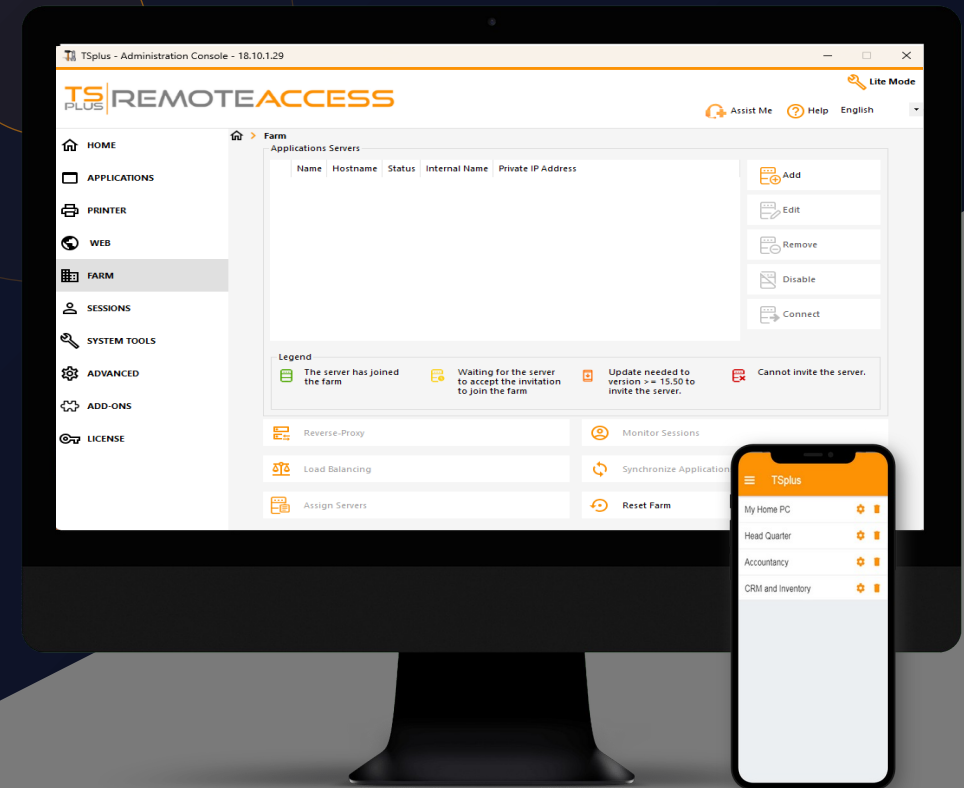 TSplus - Administration Console - 18.10.1.29
Lite Mode
TS PLUS REMOTE ACCESS
Assist Me
Help
English
HOME
APPLICATIONS
PRINTER
WEB
FARM
SESSIONS
SYSTEM TOOLS
ADVANCED
ADD-ONS
LICENSE
Farm
Applications Servers
Name Hostname Status Internal Name Private IP Address
Add
Edit
Remove
Disable
Connect
Legend
The server has joined
the farm
Waiting for the server
to accept the invitation
to join the farm
Update needed to
version >= 15.50 to
invite the server.
Cannot invite the server.
Reverse-Proxy
Monitor Sessions
Load Balancing
Synchronize Application
Assign Servers
Reset Farm
TSplus
My Home PC
Head Quarter
Accountancy
CRM and Inventory